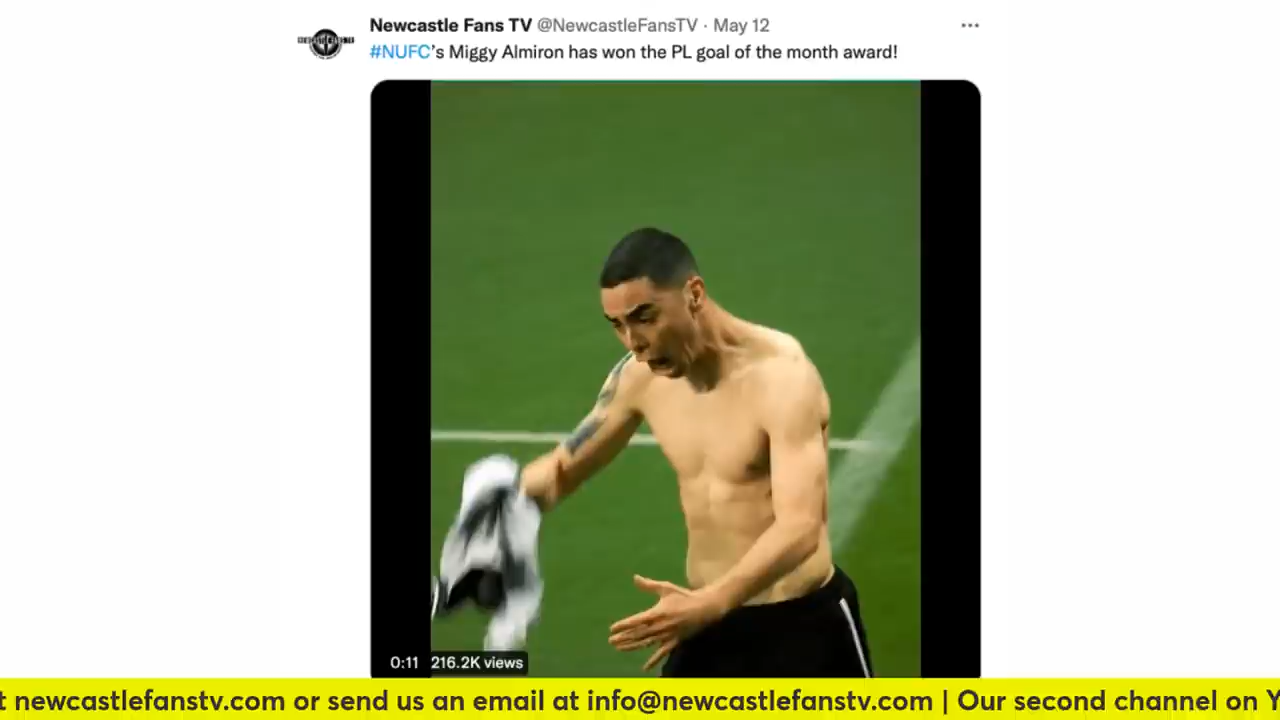 Newcastle Fans TV @NewcastleFansTV · May 12
#NUFC's Miggy Almiron has won the PL goal of the month award!
0:11 216.2K views
t newcastlefanstv.com or send us an email at info@newcastlefanstv.com | Our second channel on Y